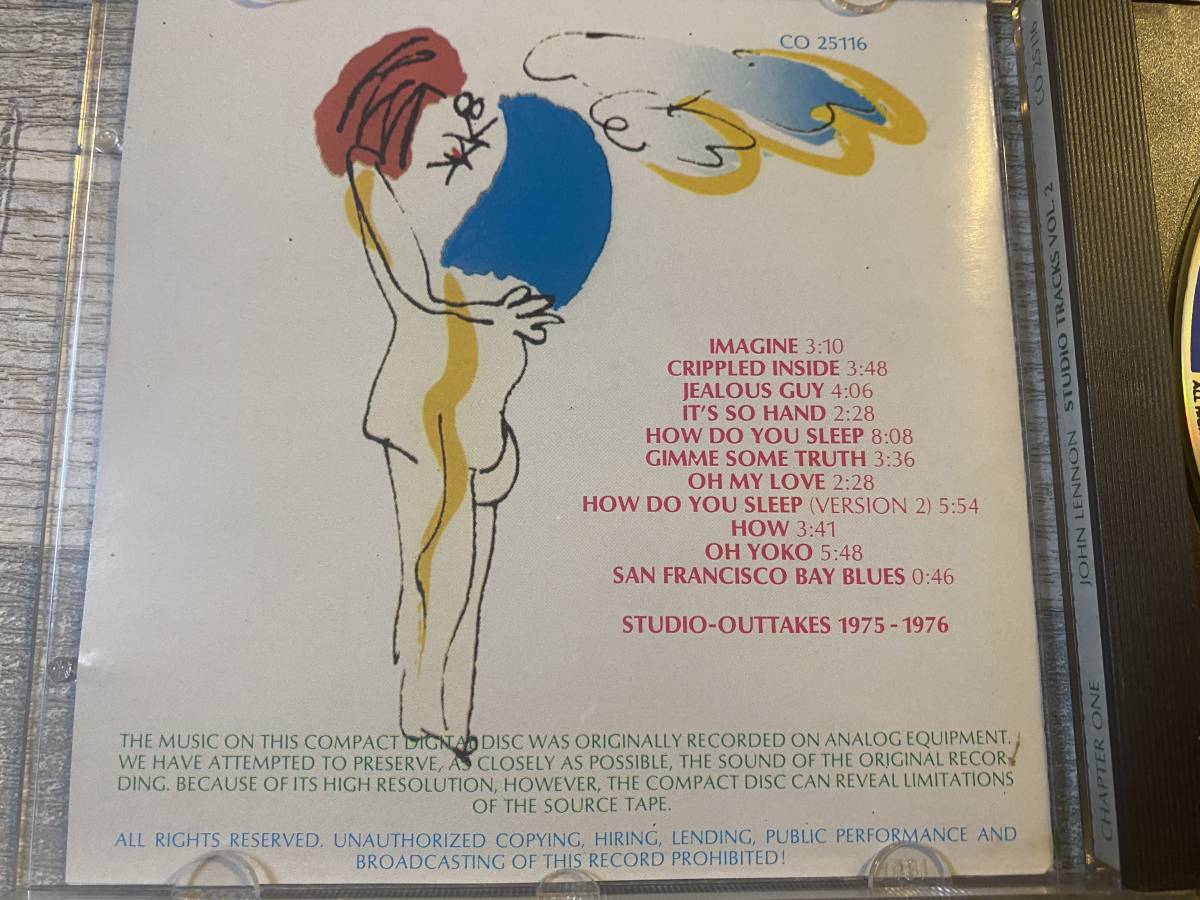 CO 25116
IMAGINE 3:10
CRIPPLED INSIDE 3:48
JEALOUS GUY 4:06
IT'S SO HAND 2:28
HOW DO YOU SLEEP 8:08
GIMME SOME TRUTH 3:36
OH MY LOVE 2:28
HOW DO YOU SLEEP (VERSION 2) 5:54
HOW 3:41
OH YOKO 5:48
SAN FRANCISCO BAY BLUES 0:46
STUDIO-OUTTAKES 1975 - 1976
THE MUSIC ON THIS COMPACT DIGITAL DISC WAS ORIGINALLY RECORDED ON ANALOG EQUIPMENT.
WE HAVE ATTEMPTED TO PRESERVE, AS CLOSELY AS POSSIBLE, THE SOUND OF THE ORIGINAL RECOR-
DING. BECAUSE OF ITS HIGH RESOLUTION, HOWEVER, THE COMPACT DISC CAN REVEAL LIMITATIONS
OF THE SOURCE TAPE.
ALL RIGHTS RESERVED. UNAUTHORIZED COPYING, HIRING, LENDING, PUBLIC PERFORMANCE AND
BROADCASTING OF THIS RECORD PROHIBITED!
CHAPTER ONE JOHN LENNON STUDIO TRACKS VOL. 2 CO 25116